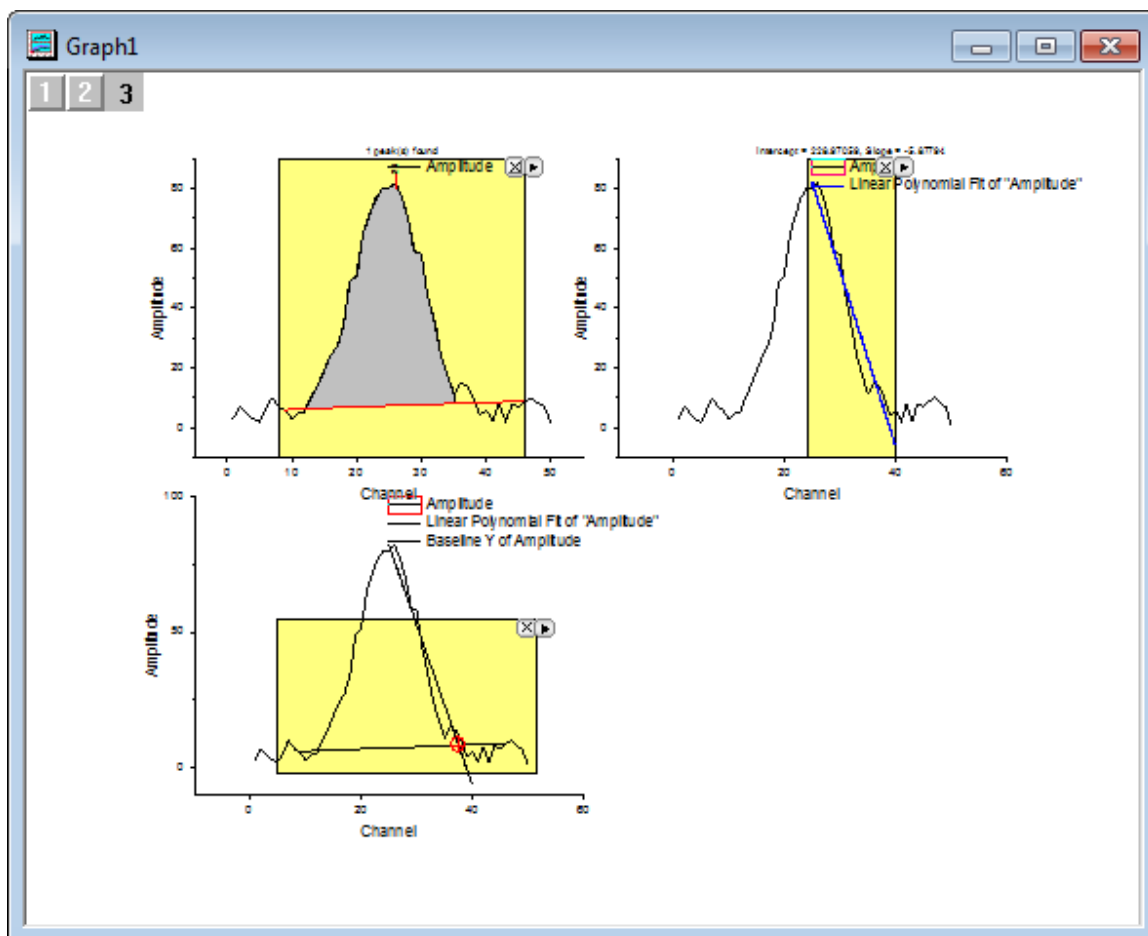 Graph1
1 2 3
1 peak(s) found
Amplitude
80
60
40
20
0
Amplitude
0 10 20 30 40 50
Channel
Linear Polynomial Fit of "Amplitude"
80
60
40
20
0
Amplitude
0 20 40 60
Channel
Amplitude
Linear Polynomial Fit of "Amplitude"
Baseline Y of Amplitude
100
50
0
Amplitude
0 20 40 60
Channel